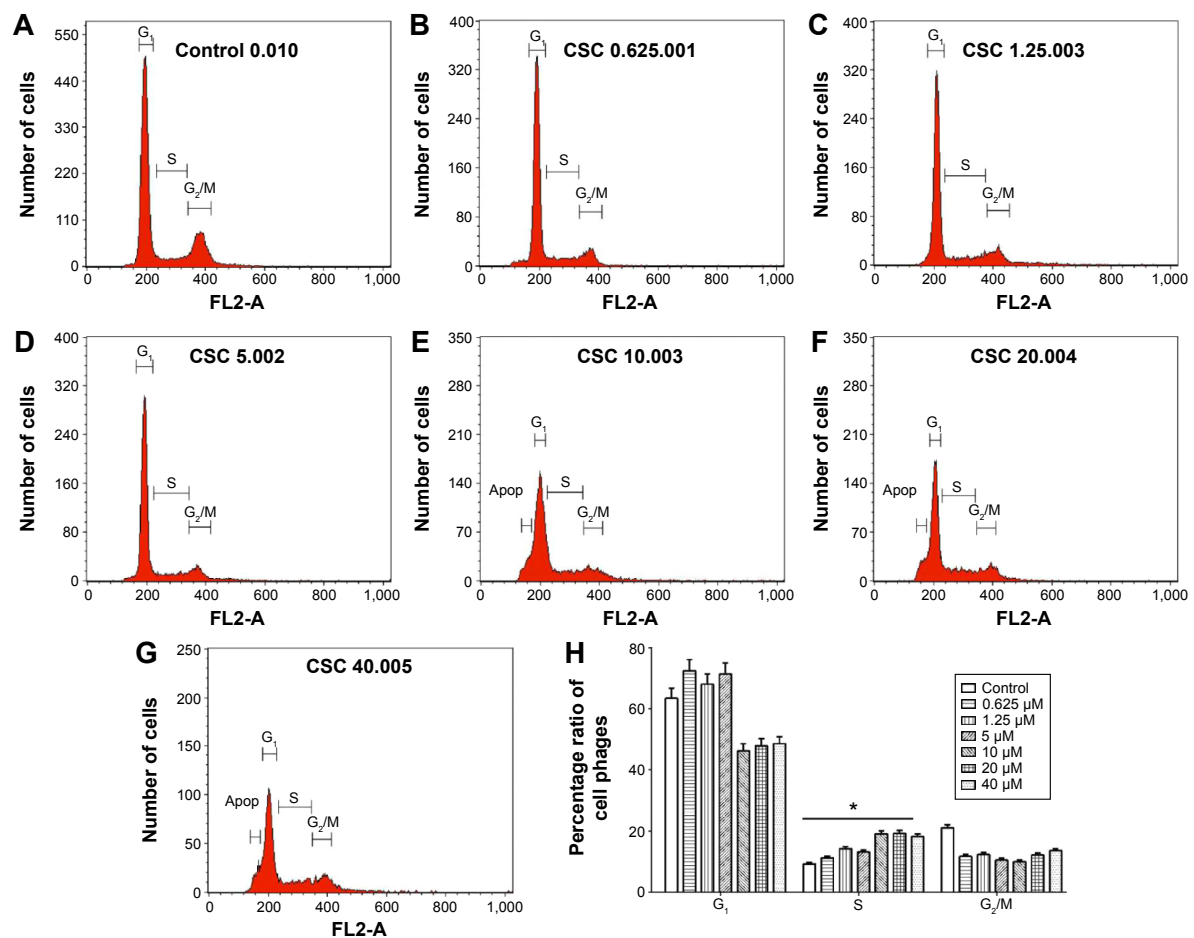 A
Control 0.010
Number of cells
550
440
330
220
110
0
G1
S
G2/M
0 200 400 600 800 1,000
FL2-A
B
CSC 0.625.001
Number of cells
400
320
240
160
80
0
G1
S
G2/M
0 200 400 600 800 1,000
FL2-A
C
CSC 1.25.003
Number of cells
400
320
240
160
80
0
G1
S
G2/M
0 200 400 600 800 1,000
FL2-A
D
CSC 5.002
Number of cells
400
320
240
160
80
0
G1
S
G2/M
0 200 400 600 800 1,000
FL2-A
E
CSC 10.003
Number of cells
350
280
210
140
70
0
Apop
G1
S
G2/M
0 200 400 600 800 1,000
FL2-A
F
CSC 20.004
Number of cells
350
280
210
140
70
0
Apop
G1
S
G2/M
0 200 400 600 800 1,000
FL2-A
G
CSC 40.005
Number of cells
250
200
150
100
50
0
Apop
G1
S
G2/M
0 200 400 600 800 1,000
FL2-A
H
Percentage ratio of
cell phages
80
60
40
20
0
*
Control
0.625 µM
1.25 µM
5 µM
10 µM
20 µM
40 µM
G1 S G2/M